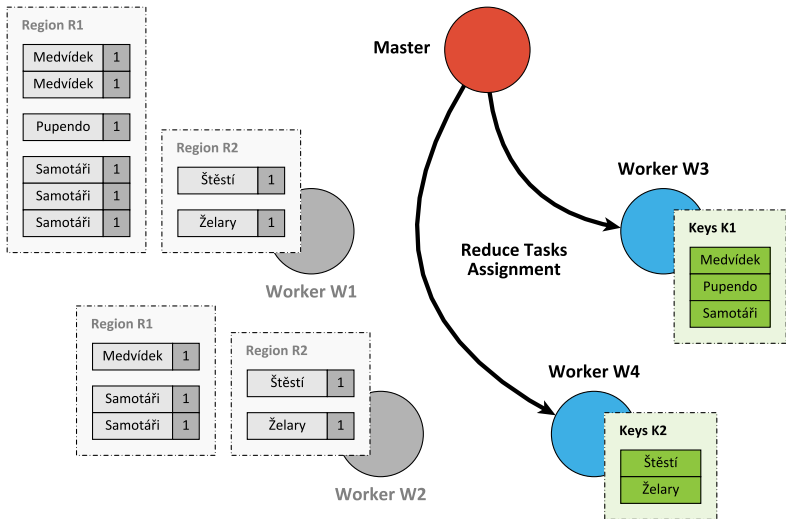 Region R1
Medvídek 1
Medvídek 1
Pupendo 1
Samotáři 1
Samotáři 1
Samotáři 1
Region R2
Štěstí 1
Želary 1
Worker W1
Region R1
Medvídek 1
Samotáři 1
Samotáři 1
Region R2
Štěstí 1
Želary 1
Worker W2
Master
Reduce Tasks
Assignment
Worker W3
Keys K1
Medvídek
Pupendo
Samotáři
Worker W4
Keys K2
Štěstí
Želary